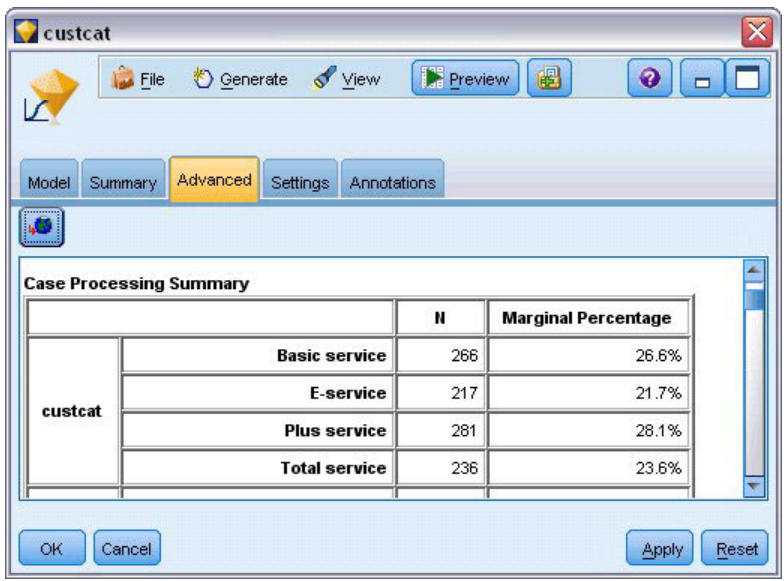 custcat
File Generate View Preview
Model Summary Advanced Settings Annotations
Case Processing Summary
N Marginal Percentage
custcat
Basic service 266 26.6%
E-service 217 21.7%
Plus service 281 28.1%
Total service 236 23.6%
OK Cancel Apply Reset